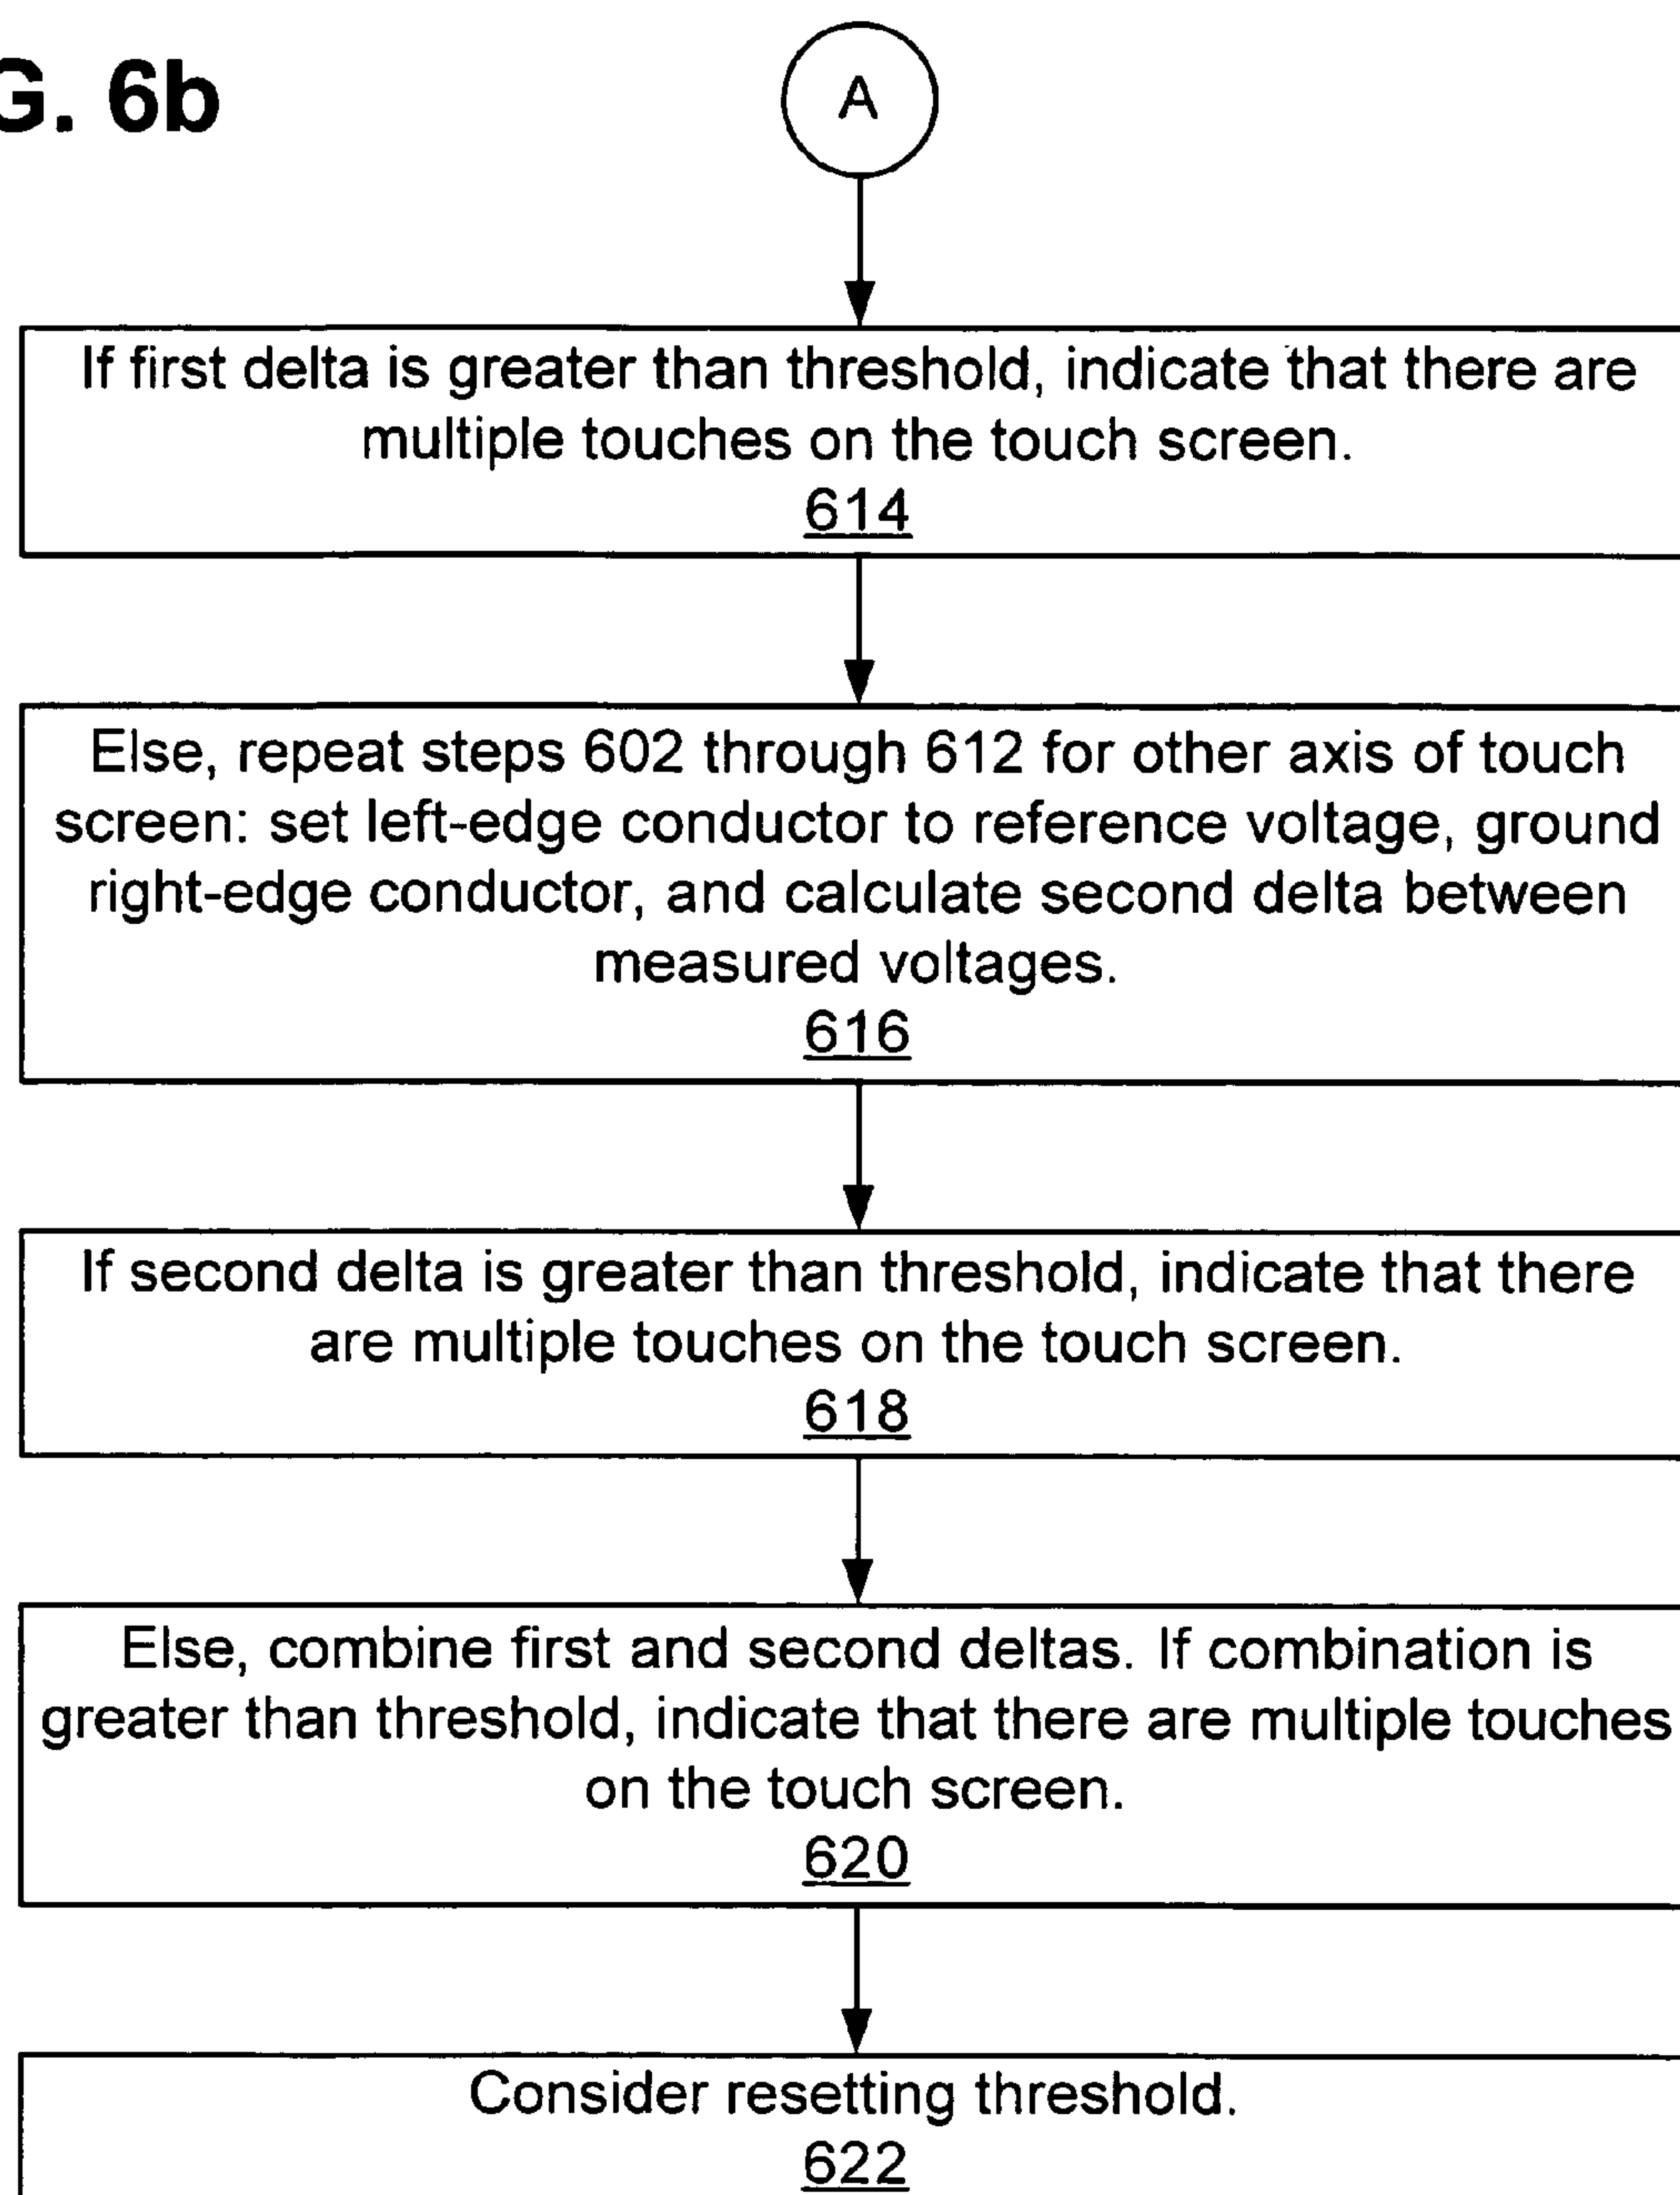 G. 6b
A
If first delta is greater than threshold, indicate that there are
multiple touches on the touch screen.
614
Else, repeat steps 602 through 612 for other axis of touch
screen: set left-edge conductor to reference voltage, ground
right-edge conductor, and calculate second delta between
measured voltages.
616
If second delta is greater than threshold, indicate that there
are multiple touches on the touch screen.
618
Else, combine first and second deltas. If combination is
greater than threshold, indicate that there are multiple touches
on the touch screen.
620
Consider resetting threshold.
622